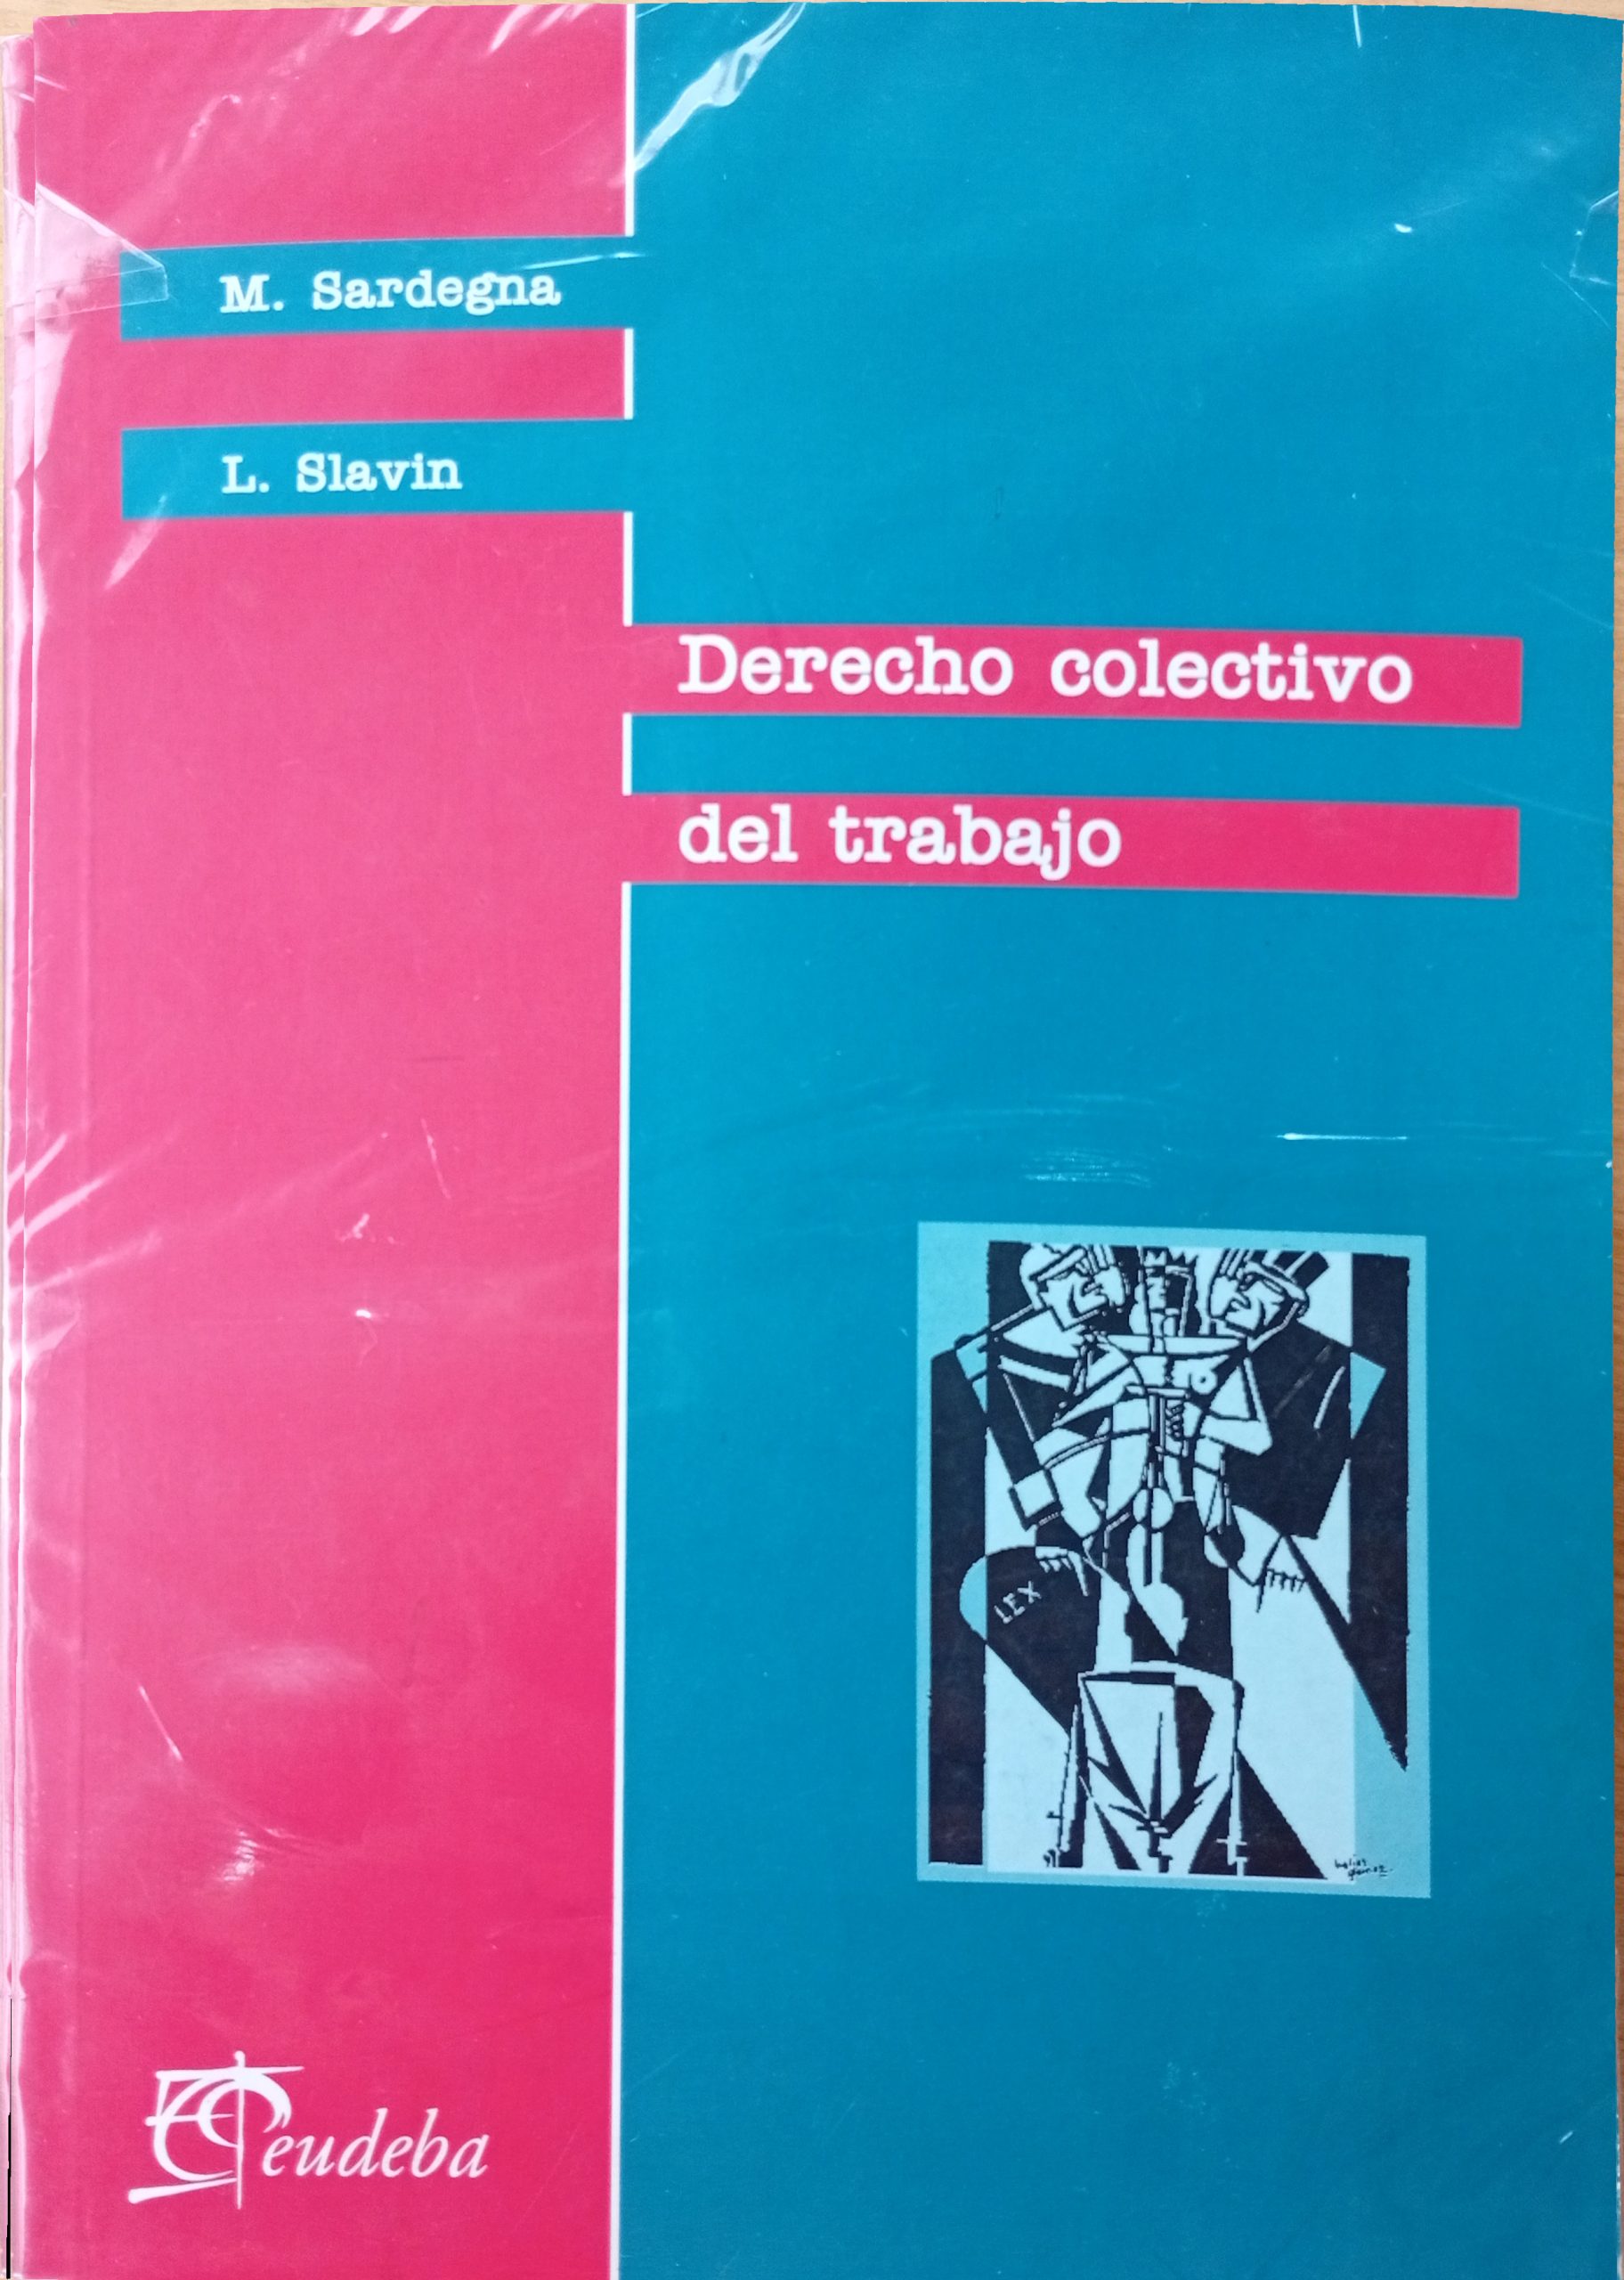 M. Sardegna
L. Slavin
Derecho colectivo
del trabajo
LEX
eudeba